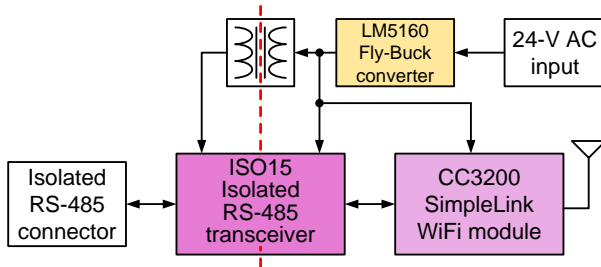 LM5160
Fly-Buck
converter
24-V AC
input
Isolated
RS-485
connector
ISO15
Isolated
RS-485
transceiver
CC3200
SimpleLink
WiFi module